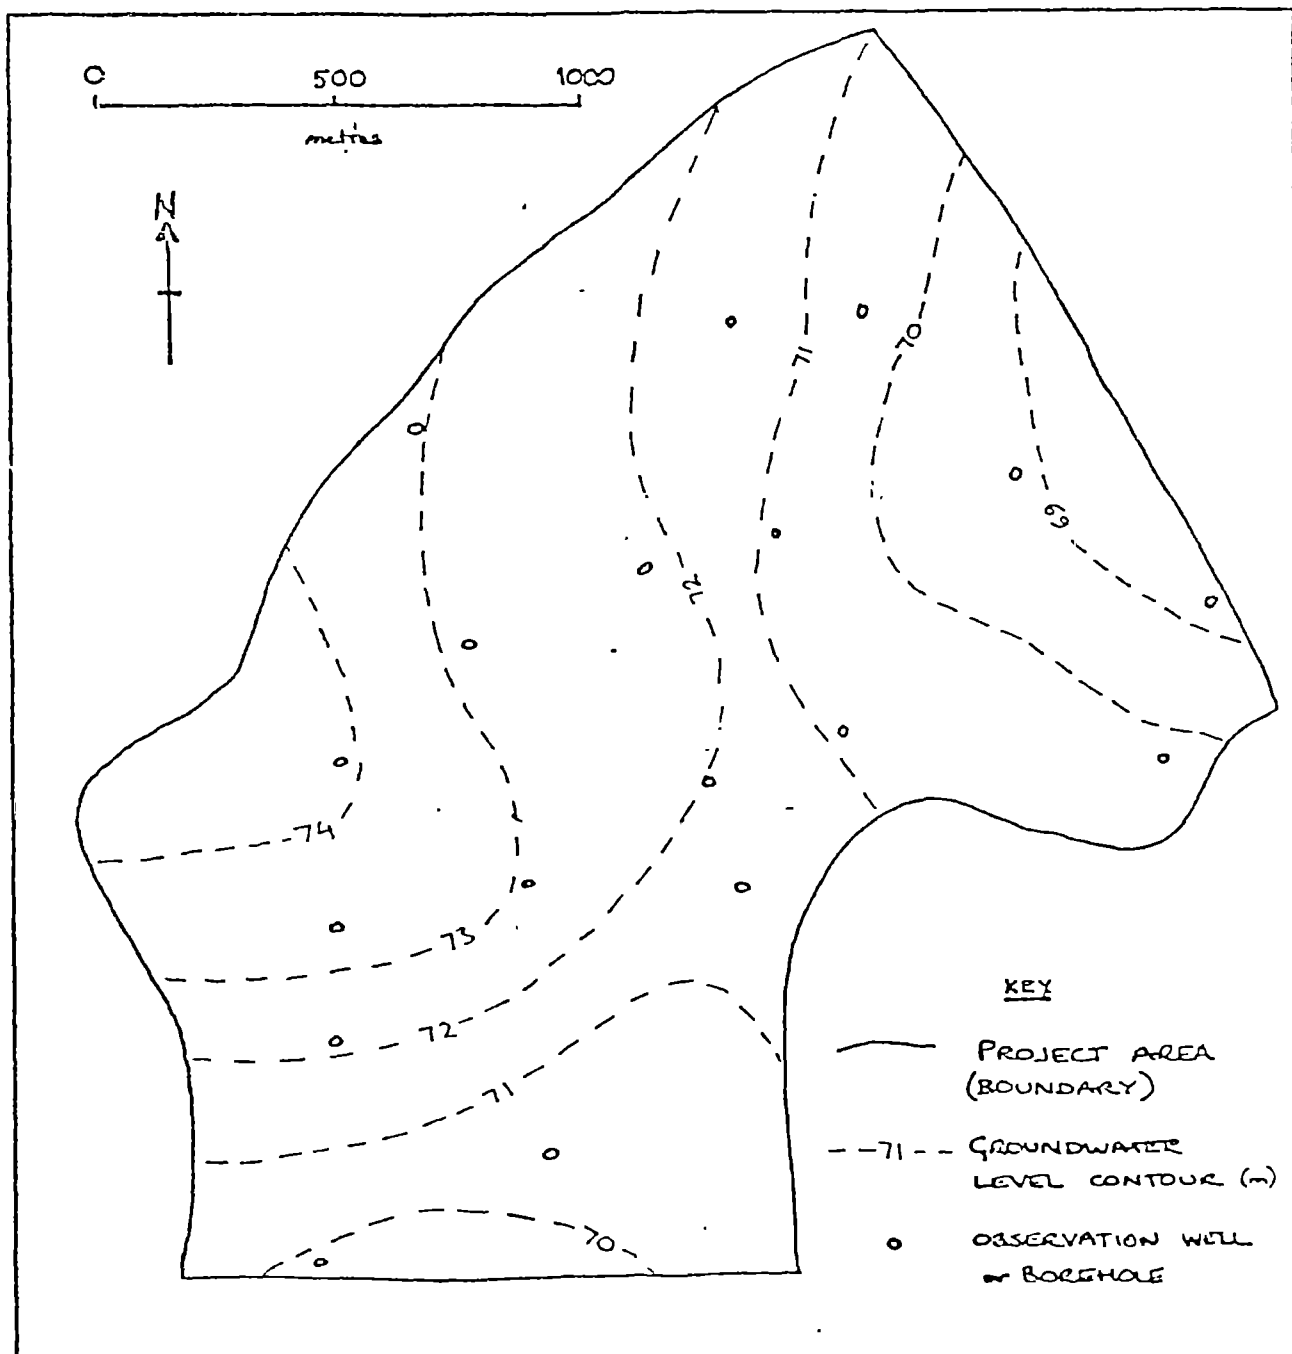 0 500 1000
metres
N
71
70
69
72
74
73
72
71
70
KEY
PROJECT AREA
(BOUNDARY)
--71-- GROUNDWATER
LEVEL CONTOUR (m)
OBSERVATION WELL
or BOREHOLE